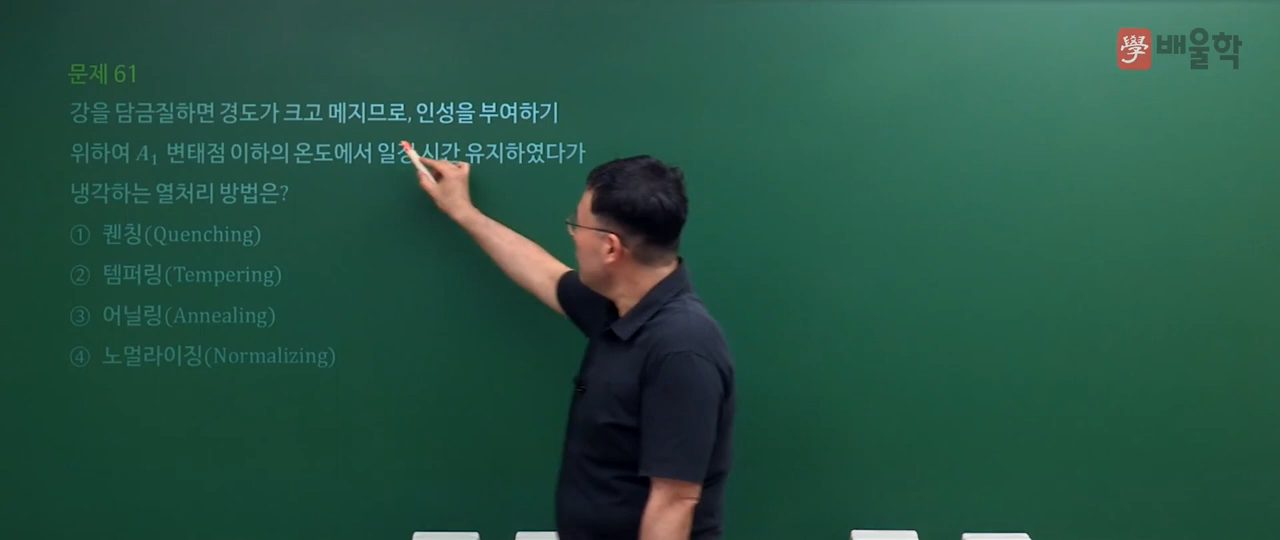 學 배울학
문제 61
강을 담금질하면 경도가 크고 메지므로, 인성을 부여하기
위하여 A₁ 변태점 이하의 온도에서 일정 시간 유지하였다가
냉각하는 열처리 방법은?
① 퀜칭(Quenching)
② 템퍼링(Tempering)
③ 어닐링(Annealing)
④ 노멀라이징(Normalizing)